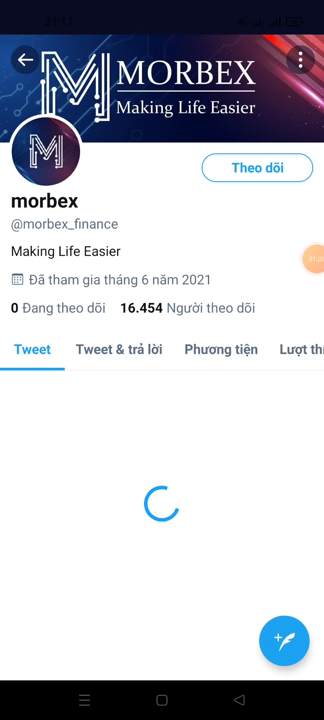 21:12
MORBEX
Making Life Easier
Theo dõi
morbex
@morbex_finance
Making Life Easier
Đã tham gia tháng 6 năm 2021
0 Đang theo dõi 16.454 Người theo dõi
Tweet Tweet & trả lời Phương tiện Lượt thí